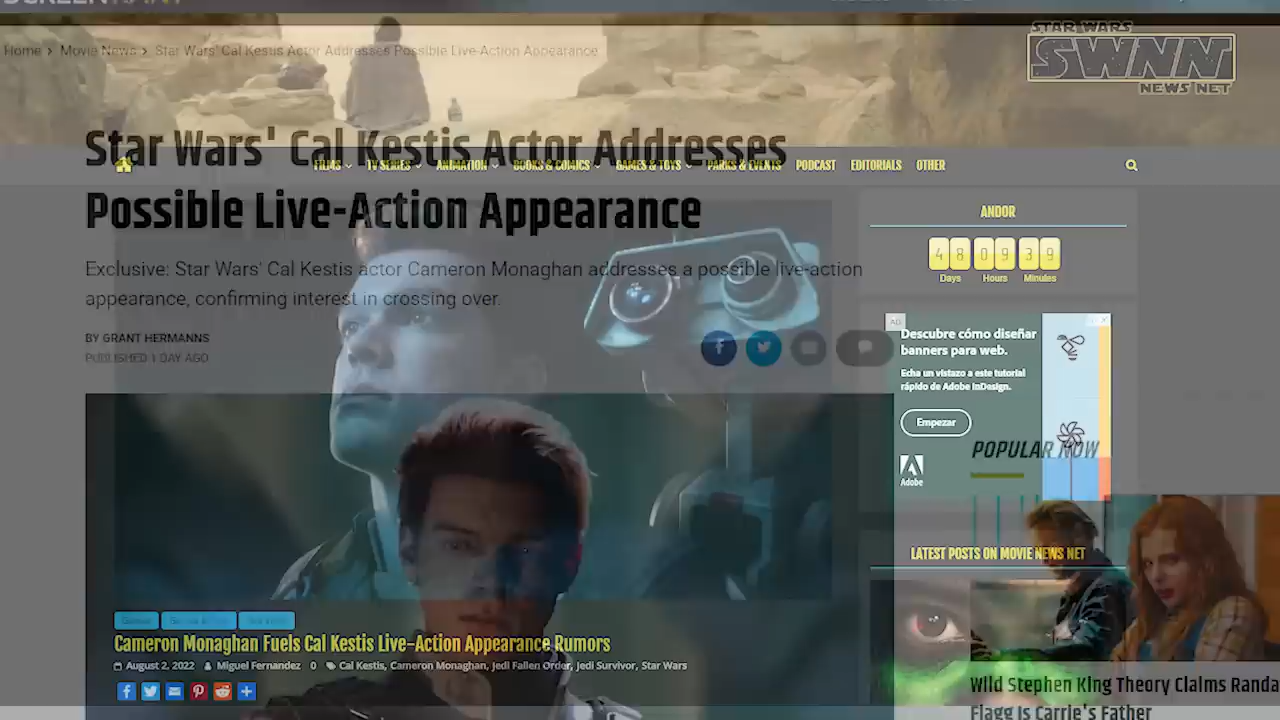 STAR WARS
SWNN
NEWS NET
Home > Movie News > Star Wars' Cal Kestis Actor Addresses Possible Live-Action Appearance
Star Wars' Cal Kestis Actor Addresses
FILMS TV SERIES ANIMATION BOOKS & COMICS GAMES & TOYS PARKS & EVENTS PODCAST EDITORIALS OTHER
Possible Live-Action Appearance
Exclusive: Star Wars' Cal Kestis actor Cameron Monaghan addresses a possible live-action
appearance, confirming interest in crossing over.
BY GRANT HERMANNS
PUBLISHED 1 DAY AGO
ANDOR
48 09 39
Days Hours Minutes
AD
Descubre cómo diseñar
banners para web.
Echa un vistazo a este tutorial
rápido de Adobe InDesign.
Empezar
Adobe
POPULAR NOW
LATEST POSTS ON MOVIE NEWS NET
Cameron Monaghan Fuels Cal Kestis Live-Action Appearance Rumors
August 2, 2022 Miguel Fernandez 0 Cal Kestis, Cameron Monaghan, Jedi Fallen Order, Jedi Survivor, Star Wars
Wild Stephen King Theory Claims Randa
Flagg Is Carrie's Father